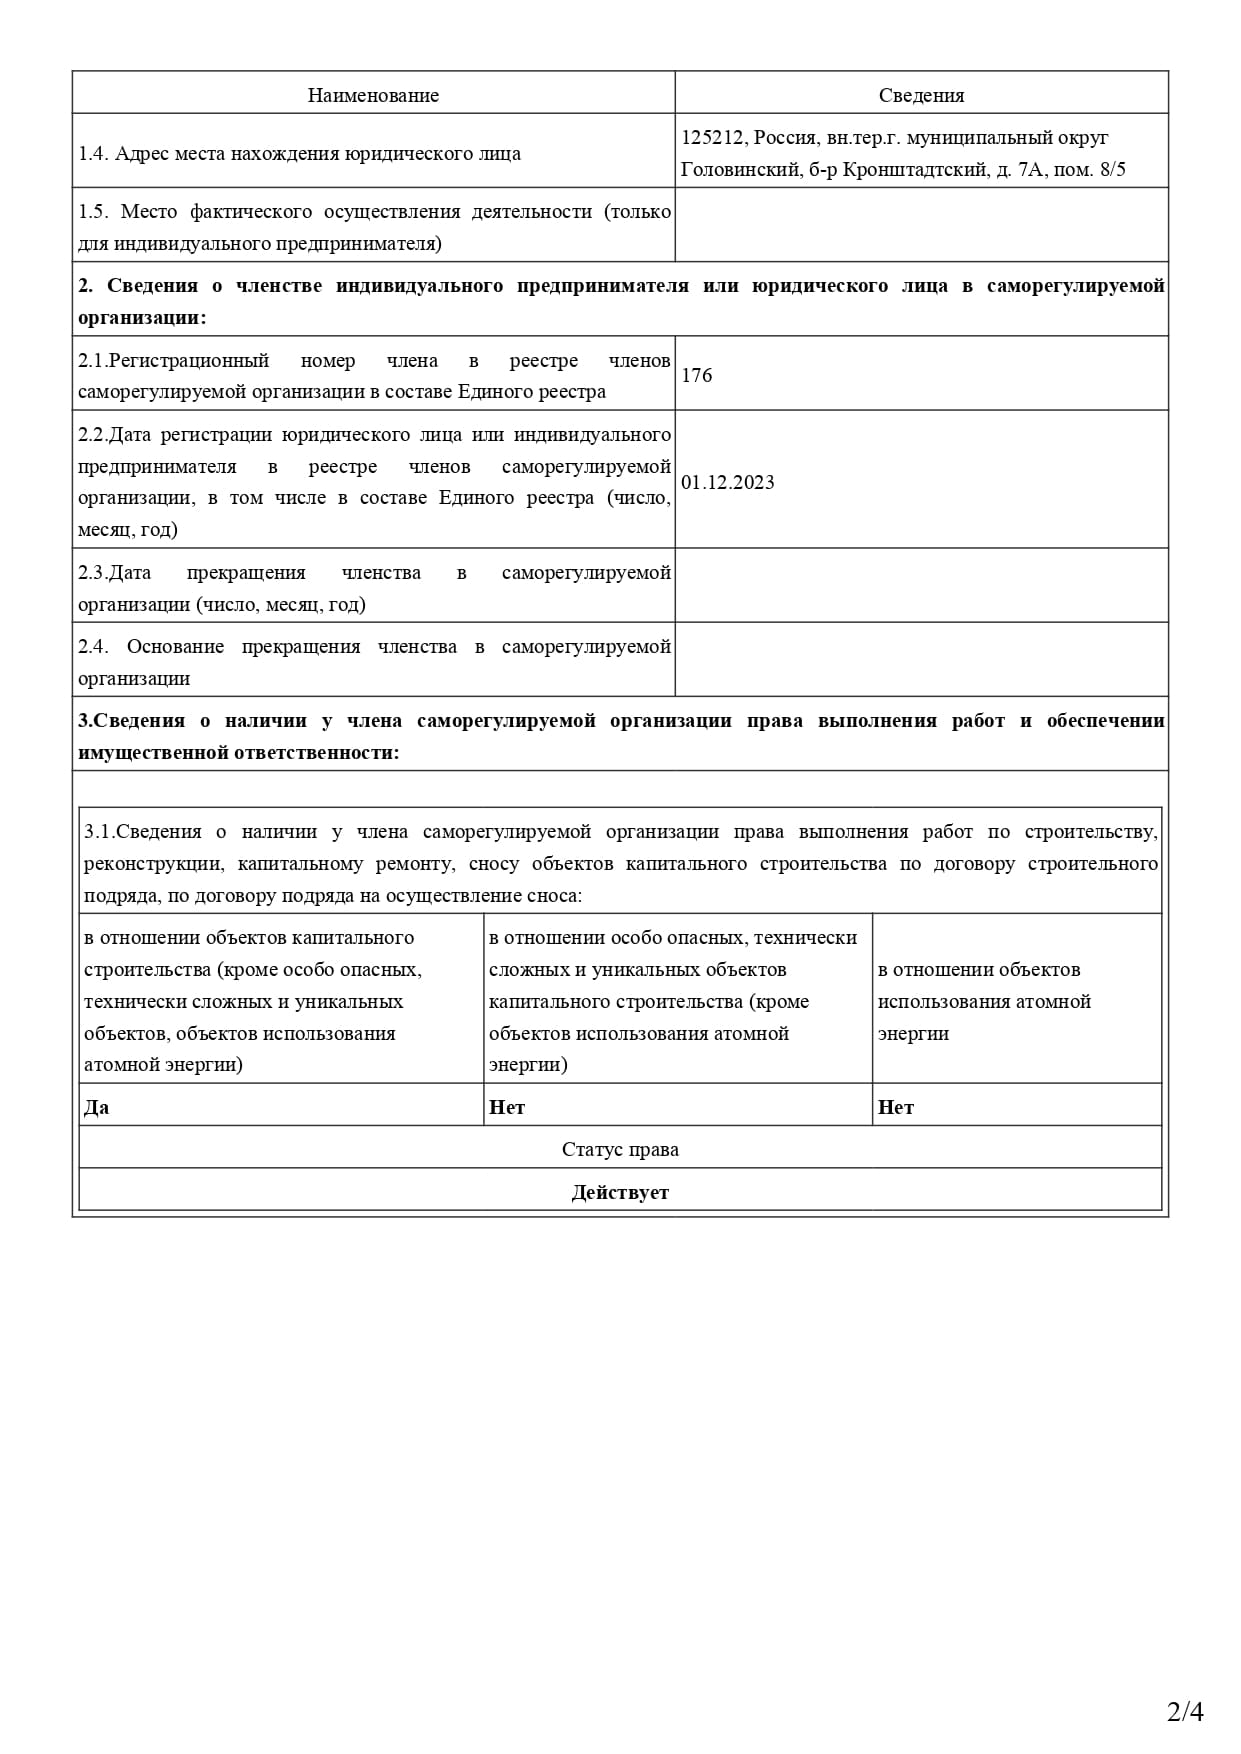 Наименование
Сведения
1.4. Адрес места нахождения юридического лица
125212, Россия, вн.тер.г. муниципальный округ
Головинский, б-р Кронштадтский, д. 7А, пом. 8/5
1.5. Место фактического осуществления деятельности (только
для индивидуального предпринимателя)
2. Сведения о членстве индивидуального предпринимателя или юридического лица в саморегулируемой
организации:
2.1.Регистрационный номер члена в реестре членов
саморегулируемой организации в составе Единого реестра
176
2.2.Дата регистрации юридического лица или индивидуального
предпринимателя в реестре членов саморегулируемой
организации, в том числе в составе Единого реестра (число,
месяц, год)
01.12.2023
2.3.Дата прекращения членства в саморегулируемой
организации (число, месяц, год)
2.4. Основание прекращения членства в саморегулируемой
организации
3.Сведения о наличии у члена саморегулируемой организации права выполнения работ и обеспечении
имущественной ответственности:
3.1.Сведения о наличии у члена саморегулируемой организации права выполнения работ по строительству,
реконструкции, капитальному ремонту, сносу объектов капитального строительства по договору строительного
подряда, по договору подряда на осуществление сноса:
в отношении объектов капитального
строительства (кроме особо опасных,
технически сложных и уникальных
объектов, объектов использования
атомной энергии)
в отношении особо опасных, технически
сложных и уникальных объектов
капитального строительства (кроме
объектов использования атомной
энергии)
в отношении объектов
использования атомной
энергии
Да
Нет
Нет
Статус права
Действует
2/4